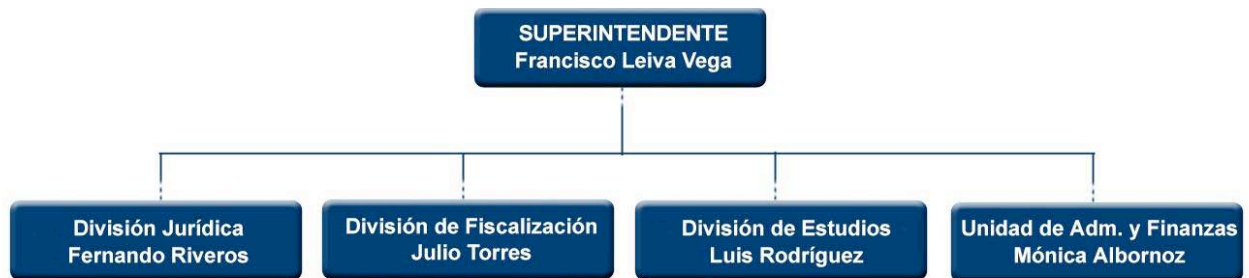 SUPERINTENDENTE
Francisco Leiva Vega
División Jurídica
Fernando Riveros
División de Fiscalización
Julio Torres
División de Estudios
Luis Rodríguez
Unidad de Adm. y Finanzas
Mónica Albornoz